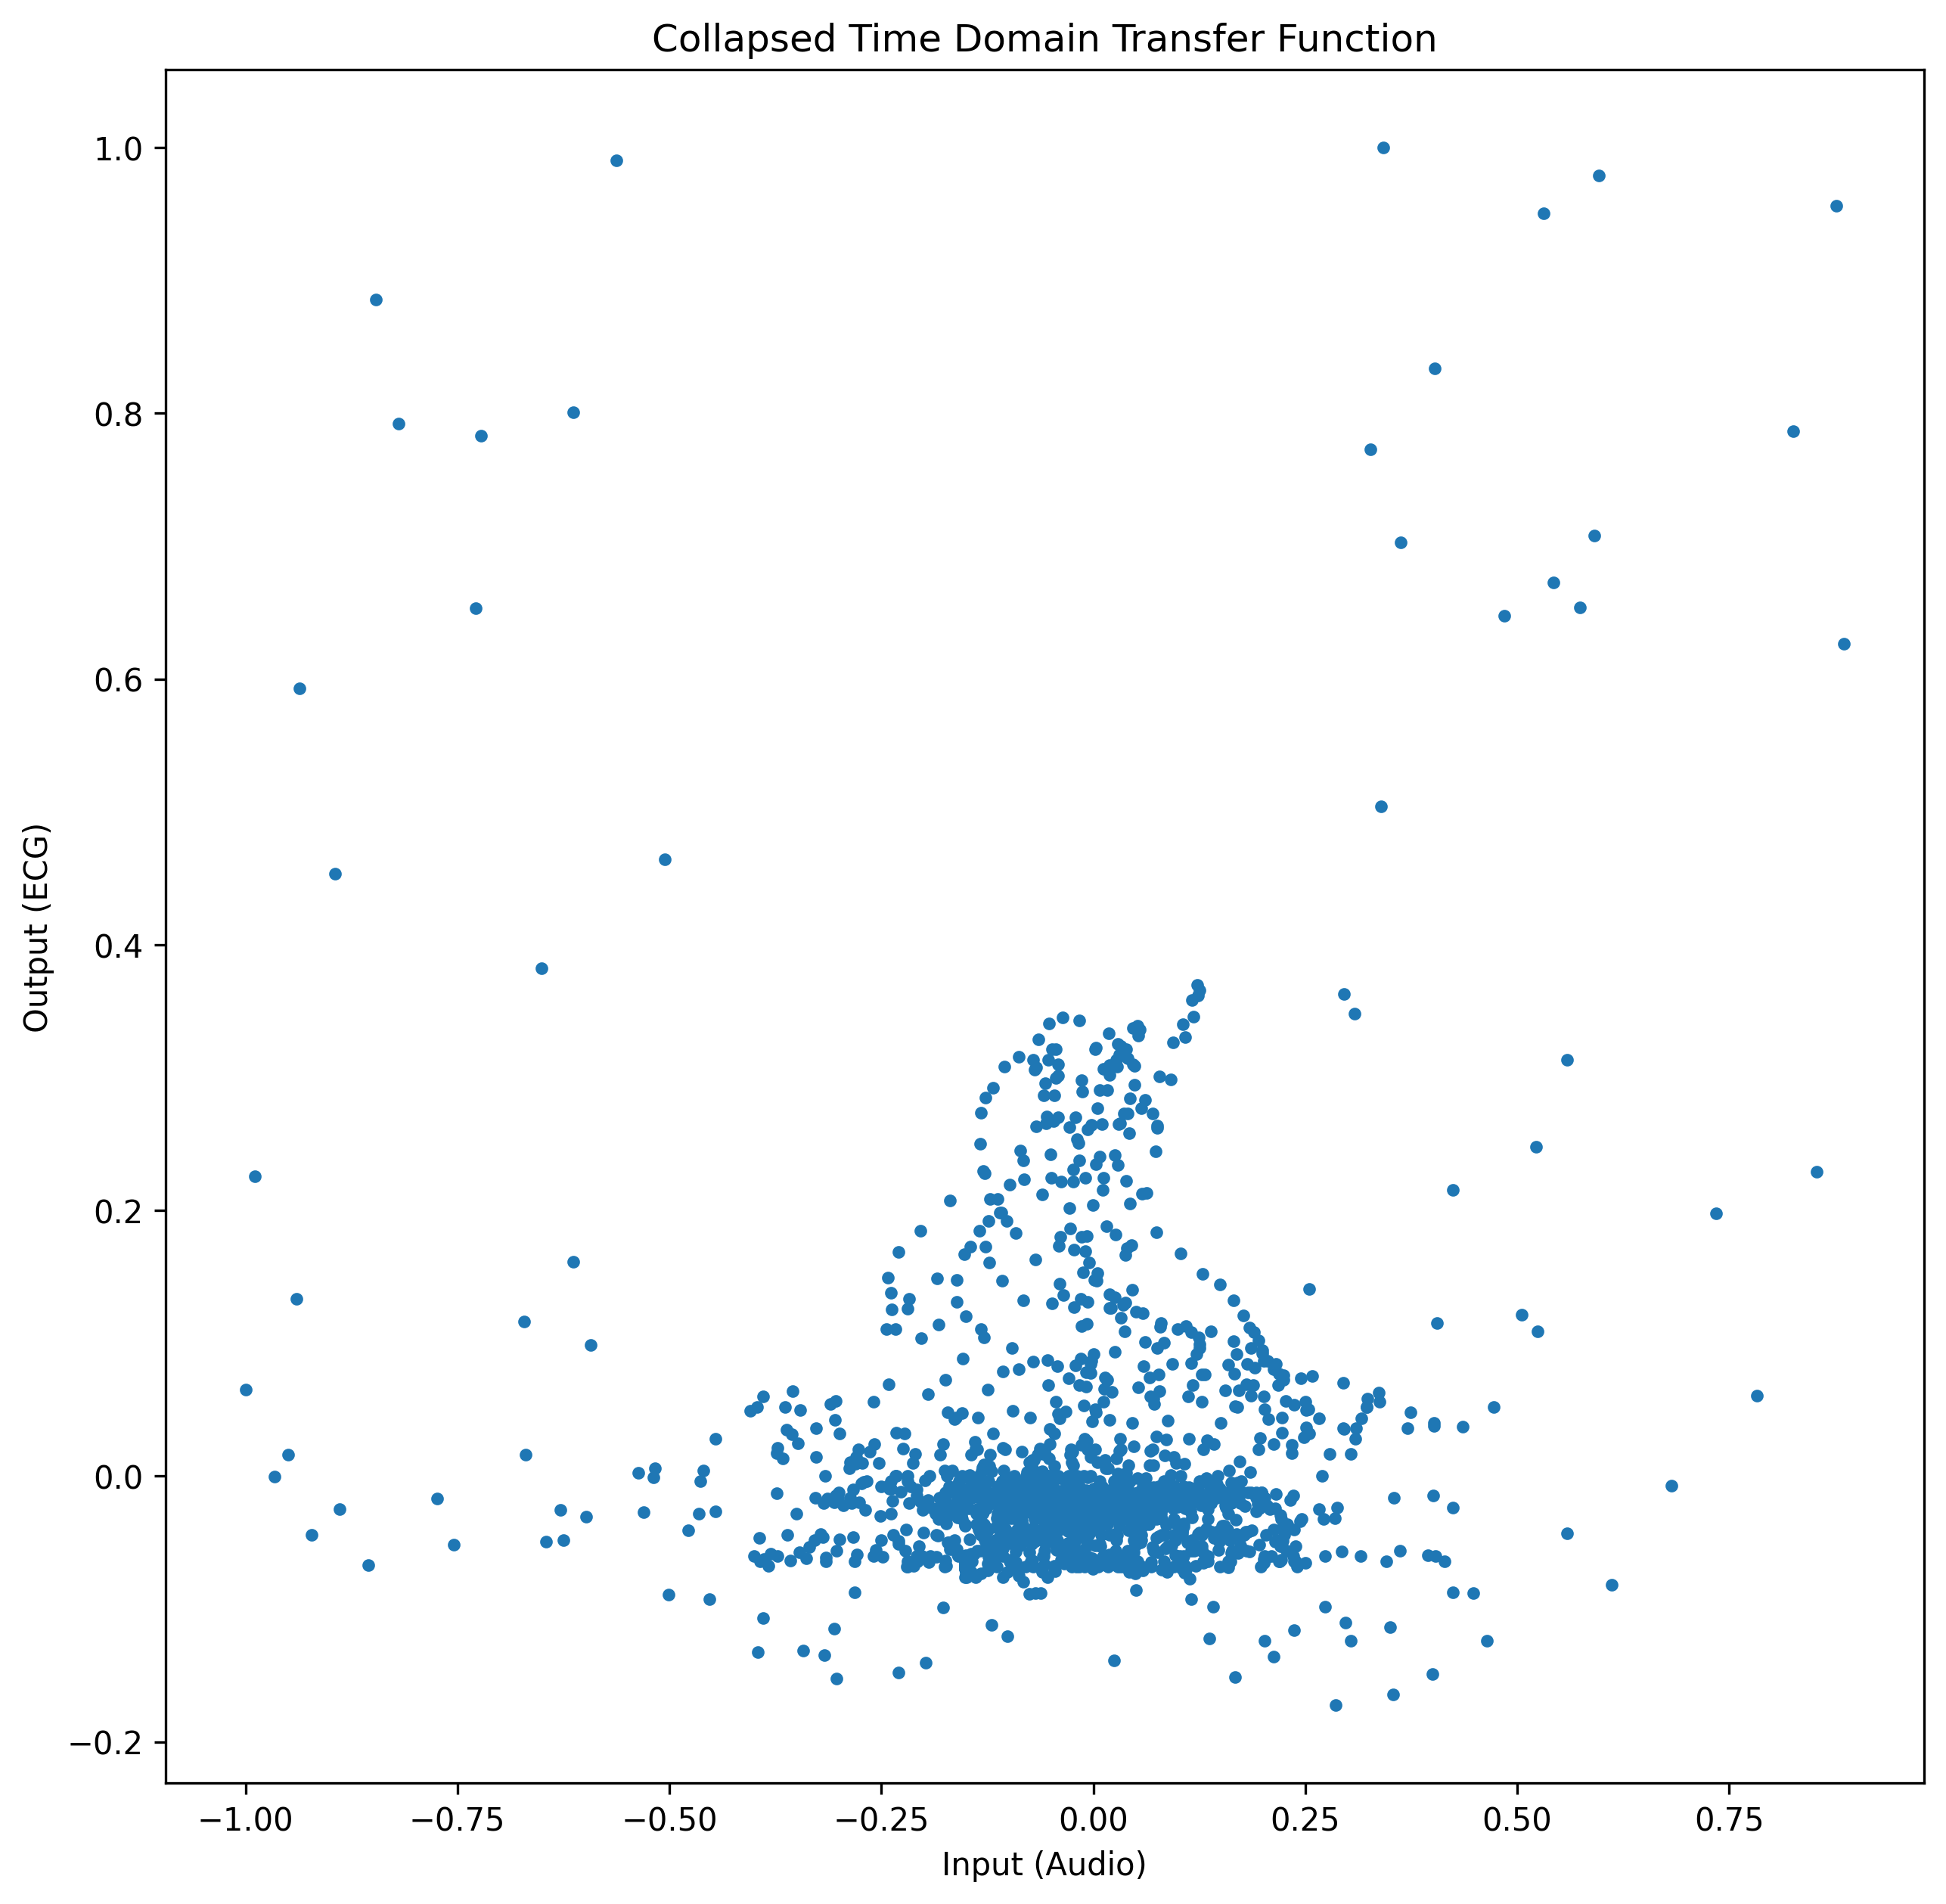 Collapsed Time Domain Transfer Function
1.0
0.8
0.6
0.4
0.2
0.0
−0.2
Output (ECG)
−1.00 −0.75 −0.50 −0.25 0.00 0.25 0.50 0.75
Input (Audio)